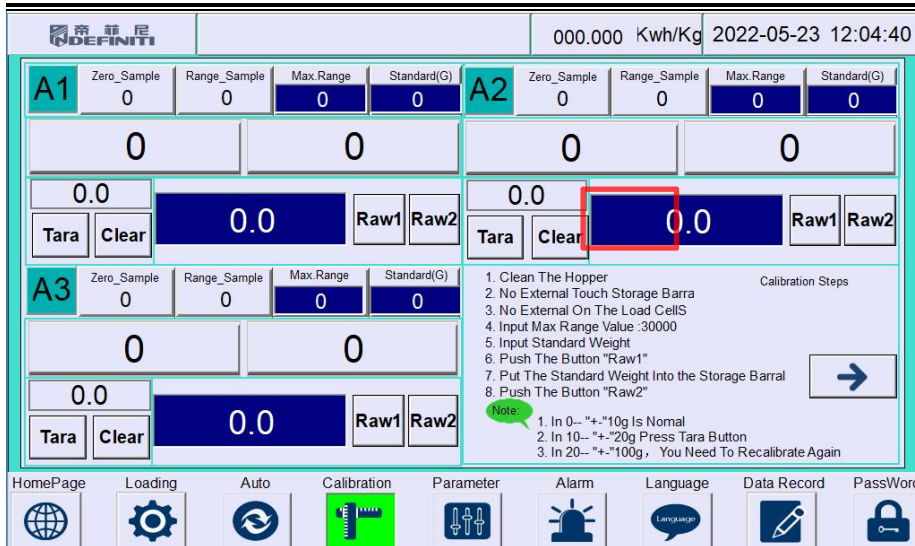 帝菲尼
DEFINITI
000.000 Kwh/Kg 2022-05-23 12:04:40
A1 Zero_Sample Range_Sample Max.Range Standard(G)
0 0 0 0
0 0
0.0
Tara Clear 0.0 Raw1 Raw2
A2 Zero_Sample Range_Sample Max.Range Standard(G)
0 0 0 0
0 0
0.0
Tara Clear 0.0 Raw1 Raw2
A3 Zero_Sample Range_Sample Max.Range Standard(G)
0 0 0 0
0 0
0.0
Tara Clear 0.0 Raw1 Raw2
Calibration Steps
1. Clean The Hopper
2. No External Touch Storage Barra
3. No External On The Load CellS
4. Input Max Range Value :30000
5. Input Standard Weight
6. Push The Button "Raw1"
7. Put The Standard Weight Into the Storage Barral
8. Push The Button "Raw2"
Note:
1. In 0-- "+-"10g Is Nomal
2. In 10-- "+-"20g Press Tara Button
3. In 20-- "+-"100g， You Need To Recalibrate Again
HomePage Loading Auto Calibration Parameter Alarm Language Data Record PassWor
Language